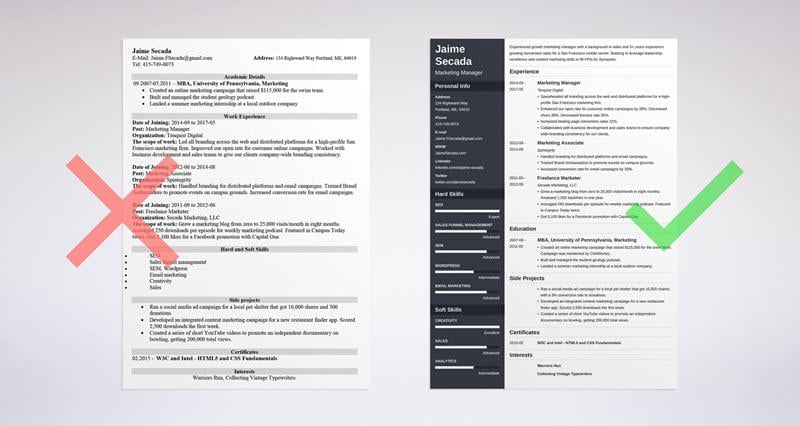 Jaime Secada
E-Mail: Jaime.FSecada@gmail.com
Address: 134 Rightward Way Portland, ME, 04019
Tel: 415-749-0073
Academic Details
09.2007-05.2011 – MBA, University of Pennsylvania, Marketing
• Created an online marketing campaign that raised $115,000 for the swim team
• Built and managed the student geology podcast
• Landed a summer marketing internship at a local outdoor company
Work Experience
Date of Joining: 2014-09 to 2017-05
Post: Marketing Manager
Organization: Tenquist Digital
The scope of work: Led all branding across the web and distributed platforms for a high-profile San
Francisco marketing firm. Improved our open rate for customer online campaigns. Worked with
business development and sales teams to give our clients company-wide branding consistency.
Date of Joining: 2012-06 to 2014-08
Post: Marketing Associate
Organization: Spintegrity
The scope of work: Handled branding for distributed platforms and email campaigns. Trained Brand
Ambassadors to promote events on campus grounds. Increased conversion rate for email campaigns.
Date of Joining: 2011-06 to 2012-06
Post: Freelance Marketer
Organization: Secada Marketing, LLC
The scope of work: Grew a marketing blog from zero to 25,000 visits/month in eight months.
Averaged 250 downloads per episode for weekly marketing podcast. Featured in Campus Today
twice. Got 3,100 likes for a Facebook promotion with Capital One.
Hard and Soft Skills
• SEO
• Sales funnel management
• SEM, Wordpress
• Email marketing
• Creativity
• Sales
Side projects
• Ran a social media ad campaign for a local pet shelter that got 10,000 shares and 300
donations
• Developed an integrated content marketing campaign for a new restaurant finder app. Scored
2,500 downloads the first week.
• Created a series of short YouTube videos to promote an independent documentary on
bowling, getting 200,000 total views.
Certificates
02.2015 - W3C and Intel - HTML5 and CSS Fundamentals
Interests
Warriors Run, Collecting Vintage Typewriters
Jaime
Secada
Marketing Manager
Personal Info
Address
134 Rightward Way
Portland, ME, 04019
Phone
415-749-0073
E-mail
Jaime.FSecada@gmail.com
WWW
JaimeSecada.com
LinkedIn
linkedin.com/in/jaime-secada
Twitter
twitter.com/jaimesecada
Hard Skills
SEO
Expert
SALES FUNNEL MANAGEMENT
Advanced
SEM
Advanced
WORDPRESS
Intermediate
EMAIL MARKETING
Advanced
Soft Skills
CREATIVITY
Excellent
SALES
Advanced
ANALYTICS
Intermediate
Experienced growth marketing manager with a background in sales and 5+ years experience
growing conversion rates for a San Francisco mobile carrier. Seeking to leverage leadership
excellence and content marketing skills to lift KPIs for Symantec.
Experience
2014-09 -
2017-05
Marketing Manager
Tenquist Digital
• Spearheaded all branding across the web and distributed platforms for a high-
profile San Francisco marketing firm.
• Enhanced our open rate for customer online campaigns by 28%. Decreased
churn 38%. Decreased bounce rate 35%.
• Increased landing page conversion rates 22%.
• Collaborated with business development and sales teams to ensure company-
wide branding consistency for our clients.
2012-06 -
2014-08
Marketing Associate
Spintegrity
• Handled branding for distributed platforms and email campaigns.
• Trained Brand Ambassadors to promote events on campus grounds.
• Increased conversion rate for email campaigns by 50%.
2011-09 -
2012-06
Freelance Marketer
Secada Marketing, LLC
• Grew a marketing blog from zero to 25,000 visits/month in eight months.
Amassed 1,500 backlinks in one year.
• Averaged 250 downloads per episode for weekly marketing podcast. Featured
in Campus Today twice.
• Got 3,100 likes for a Facebook promotion with Capital One.
Education
2007-09 -
2012-05
MBA, University of Pennsylvania, Marketing
• Created an online marketing campaign that raised $115,000 for the swim team.
Campaign was mentioned by CNNMoney.
• Built and managed the student geology podcast.
• Landed a summer marketing internship at a local outdoor company.
Side Projects
• Ran a social media ad campaign for a local pet shelter that got 10,000 shares,
with a 3% conversion rate to donations.
• Developed an integrated content marketing campaign for a new restaurant
finder app. Scored 2,500 downloads the first week.
• Created a series of short YouTube videos to promote an independent
documentary on bowling, getting 200,000 total views.
Certificates
2015-02
W3C and Intel - HTML5 and CSS Fundamentals
Interests
Warriors Run
Collecting Vintage Typewriters